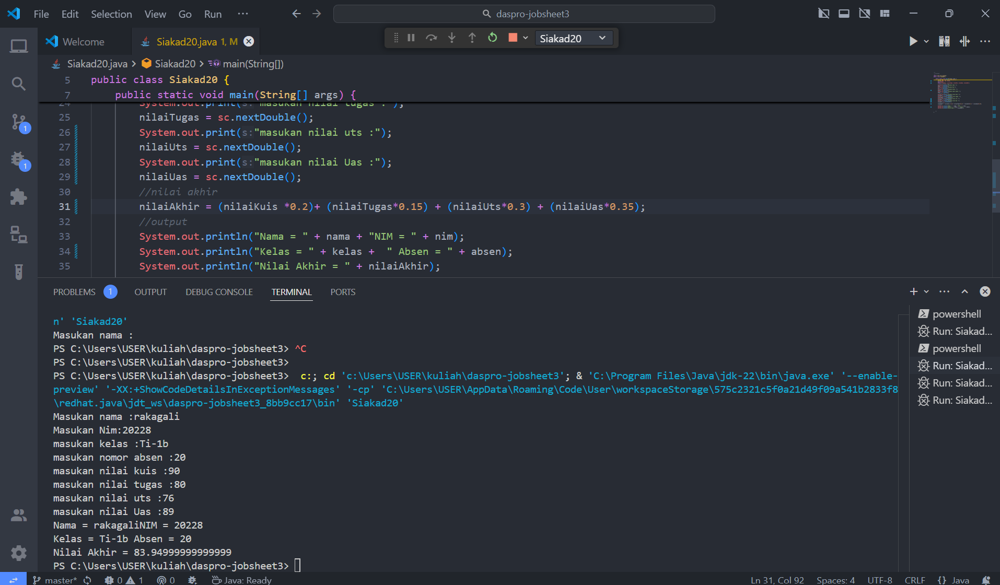 File Edit Selection View Go Run ··· daspro-jobsheet3
Welcome Siakad20.java 1, M Siakad20
Siakad20.java > Siakad20 > main(String[])
5 public class Siakad20 {
7 public static void main(String[] args) {
24 System.out.print(s:"masukan nilai tugas :");
25 nilaiTugas = sc.nextDouble();
26 System.out.print(s:"masukan nilai uts :");
27 nilaiUts = sc.nextDouble();
28 System.out.print(s:"masukan nilai Uas :");
29 nilaiUas = sc.nextDouble();
30 //nilai akhir
31 nilaiAkhir = (nilaiKuis *0.2)+ (nilaiTugas*0.15) + (nilaiUts*0.3) + (nilaiUas*0.35);
32 //output
33 System.out.println("Nama = " + nama + "NIM = " + nim);
34 System.out.println("Kelas = " + kelas +  " Absen = " + absen);
35 System.out.println("Nilai Akhir = " + nilaiAkhir);
PROBLEMS 1 OUTPUT DEBUG CONSOLE TERMINAL PORTS
n' 'Siakad20'
Masukan nama :
PS C:\Users\USER\kuliah\daspro-jobsheet3> ^C
PS C:\Users\USER\kuliah\daspro-jobsheet3>
PS C:\Users\USER\kuliah\daspro-jobsheet3>  c:; cd 'c:\Users\USER\kuliah\daspro-jobsheet3'; & 'C:\Program Files\Java\jdk-22\bin\java.exe' '--enable-
preview' '-XX:+ShowCodeDetailsInExceptionMessages' '-cp' 'C:\Users\USER\AppData\Roaming\Code\User\workspaceStorage\575c2321c5f0a21d49f09a541b2833f8
\redhat.java\jdt_ws\daspro-jobsheet3_8bb9cc17\bin' 'Siakad20'
Masukan nama :rakagali
Masukan Nim:20228
masukan kelas :Ti-1b
masukan nomor absen :20
masukan nilai kuis :90
masukan nilai tugas :80
masukan nilai uts :76
masukan nilai Uas :89
Nama = rakagaliNIM = 20228
Kelas = Ti-1b Absen = 20
Nilai Akhir = 83.94999999999999
PS C:\Users\USER\kuliah\daspro-jobsheet3>
powershell
Run: Siakad...
powershell
Run: Siakad...
Run: Siakad...
Run: Siakad...
1
1
master* 0 1 0 Java: Ready Ln 31, Col 92 Spaces: 4 UTF-8 CRLF {} Java